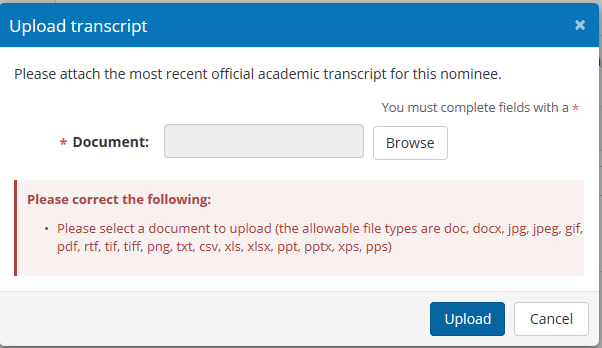 Upload transcript ×
Please attach the most recent official academic transcript for this nominee.
You must complete fields with a *
* Document: Browse
Please correct the following:
• Please select a document to upload (the allowable file types are doc, docx, jpg, jpeg, gif,
pdf, rtf, tif, tiff, png, txt, csv, xls, xlsx, ppt, pptx, xps, pps)
Upload Cancel